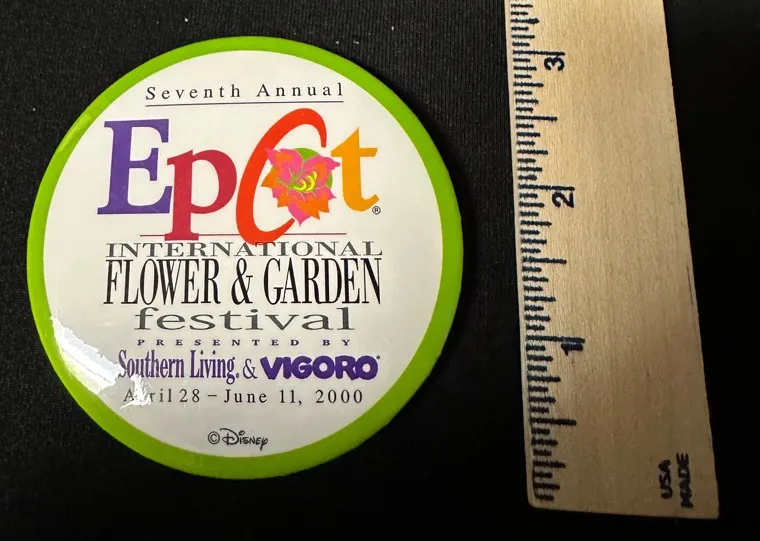 Seventh Annual
Epcot®
INTERNATIONAL
FLOWER & GARDEN
festival
PRESENTED BY
Southern Living® & VIGORO®
April 28 – June 11, 2000
© Disney
3
2
1
USA
MADE